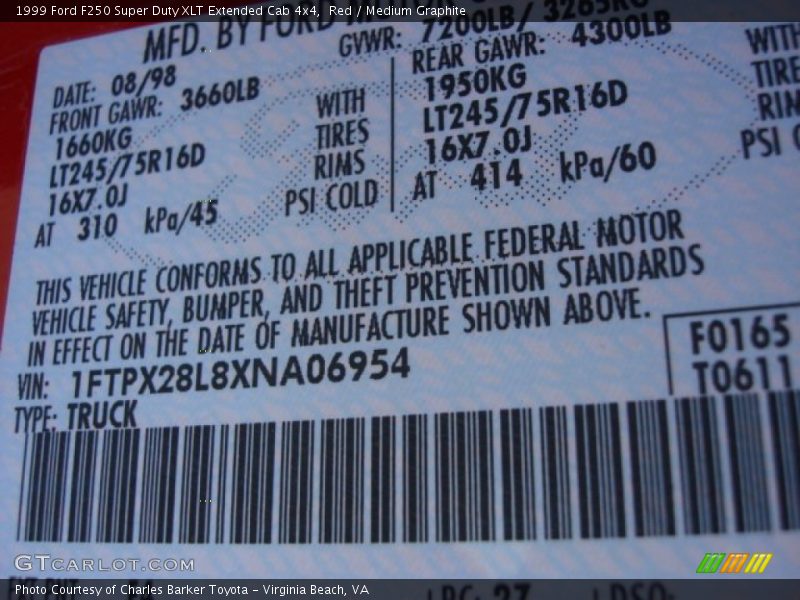 1999 Ford F250 Super Duty XLT Extended Cab 4x4, Red / Medium Graphite
MFD. BY FORD
DATE: 08/98
GVWR: 7200LB/ 3265KG
FRONT GAWR: 3660LB
1660KG
WITH
LT245/75R16D
TIRES
16X7.0J
RIMS
AT 310 kPa/45
PSI COLD
REAR GAWR: 4300LB
1950KG
WITH
LT245/75R16D
TIRE
16X7.0J
RIM
AT 414 kPa/60
PSI
THIS VEHICLE CONFORMS TO ALL APPLICABLE FEDERAL MOTOR
VEHICLE SAFETY, BUMPER, AND THEFT PREVENTION STANDARDS
IN EFFECT ON THE DATE OF MANUFACTURE SHOWN ABOVE.
VIN: 1FTPX28L8XNA06954
F0165
T0611
TYPE: TRUCK
GTCARLOT.COM
Photo Courtesy of Charles Barker Toyota - Virginia Beach, VA